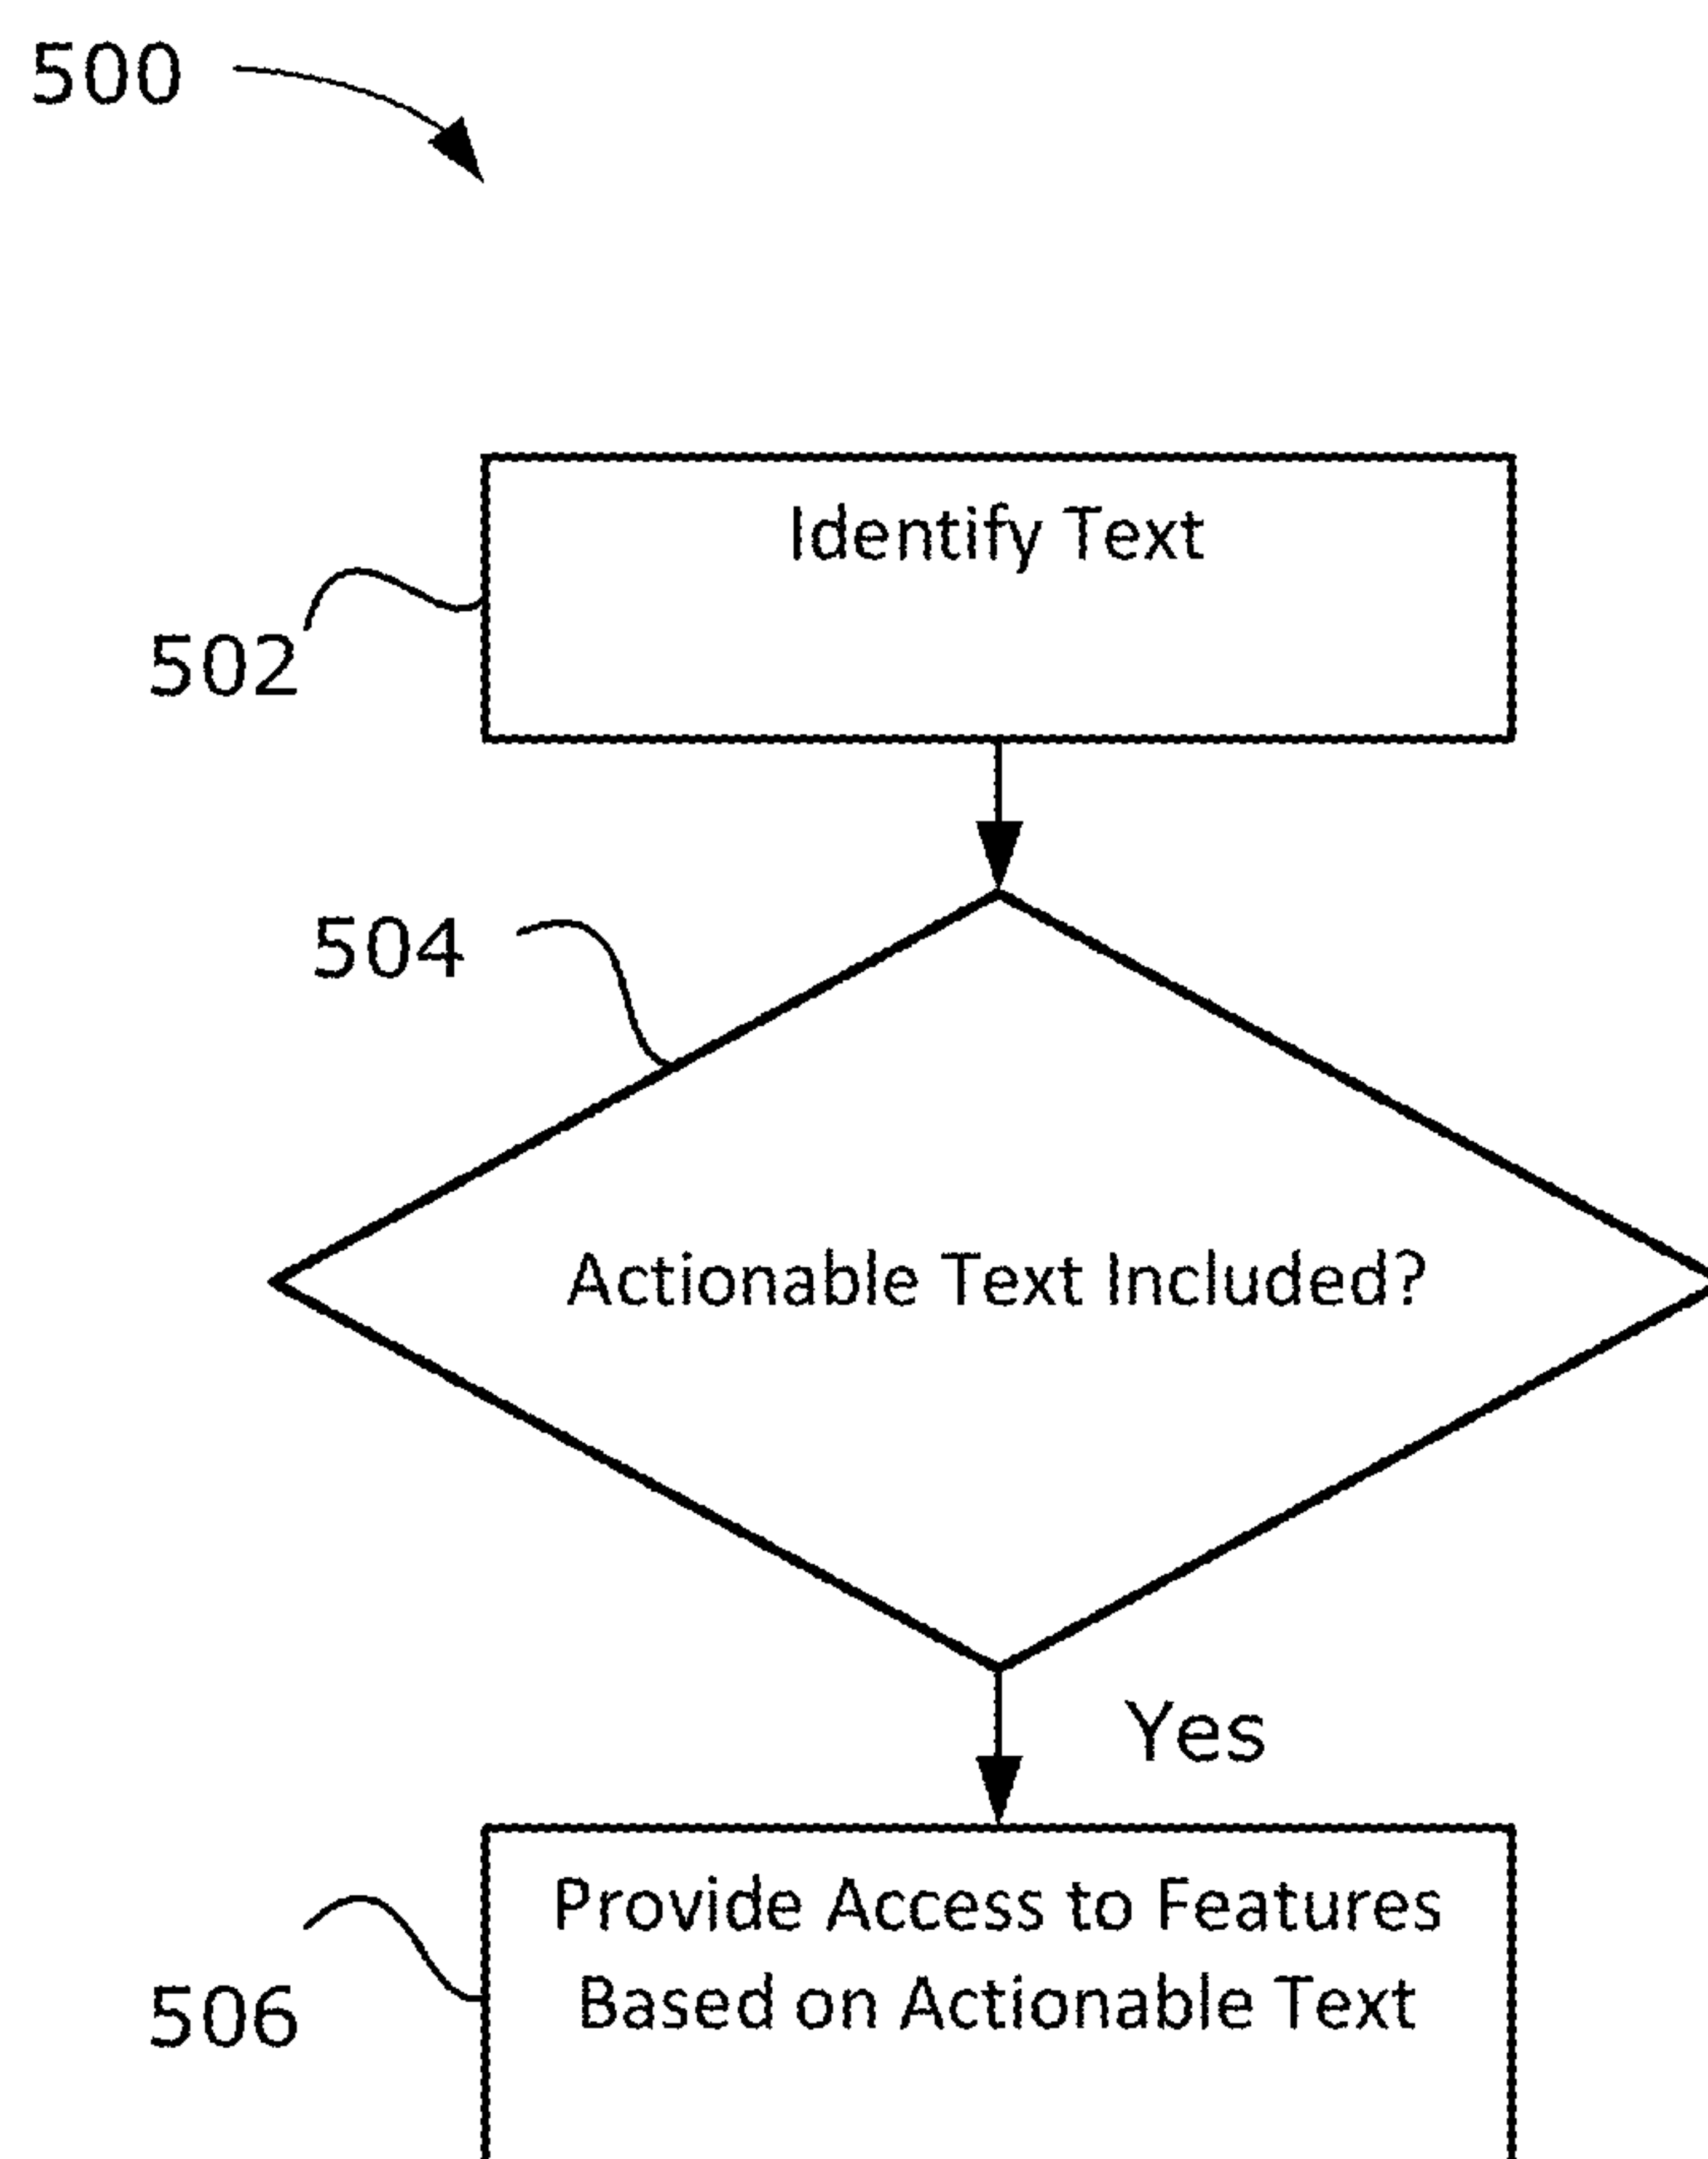 500
Identify Text
502
504
Actionable Text Included?
Yes
Provide Access to Features
Based on Actionable Text
506